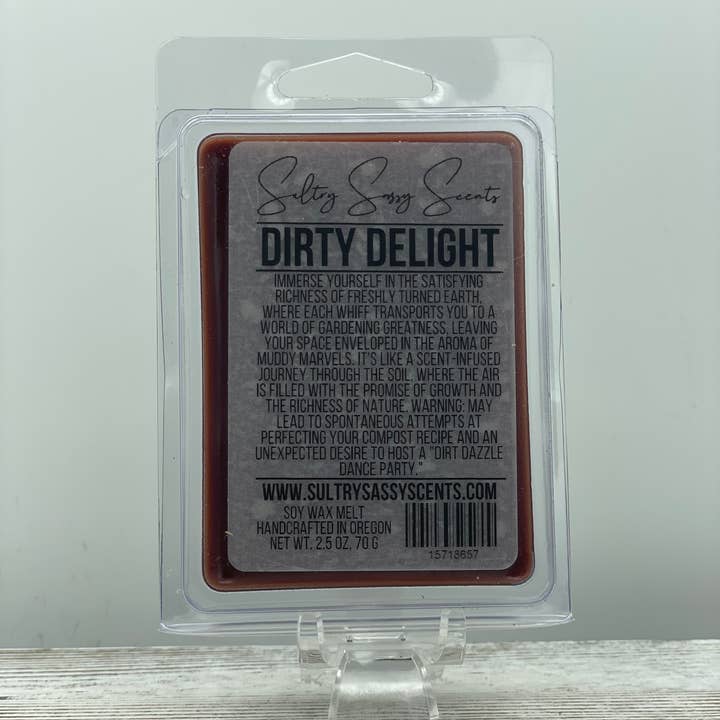 Sultry Sassy Scents
DIRTY DELIGHT
IMMERSE YOURSELF IN THE SATISFYING
RICHNESS OF FRESHLY TURNED EARTH,
WHERE EACH WHIFF TRANSPORTS YOU TO A
WORLD OF GARDENING GREATNESS, LEAVING
YOUR SPACE ENVELOPED IN THE AROMA OF
MUDDY MARVELS. IT'S LIKE A SCENT-INFUSED
JOURNEY THROUGH THE SOIL, WHERE THE AIR
IS FILLED WITH THE PROMISE OF GROWTH AND
THE RICHNESS OF NATURE. WARNING: MAY
LEAD TO SPONTANEOUS ATTEMPTS AT
PERFECTING YOUR COMPOST RECIPE AND AN
UNEXPECTED DESIRE TO HOST A "DIRT DAZZLE
DANCE PARTY."
WWW.SULTRYSASSYSCENTS.COM
SOY WAX MELT
HANDCRAFTED IN OREGON
NET WT. 2.5 OZ, 70 G
15718657